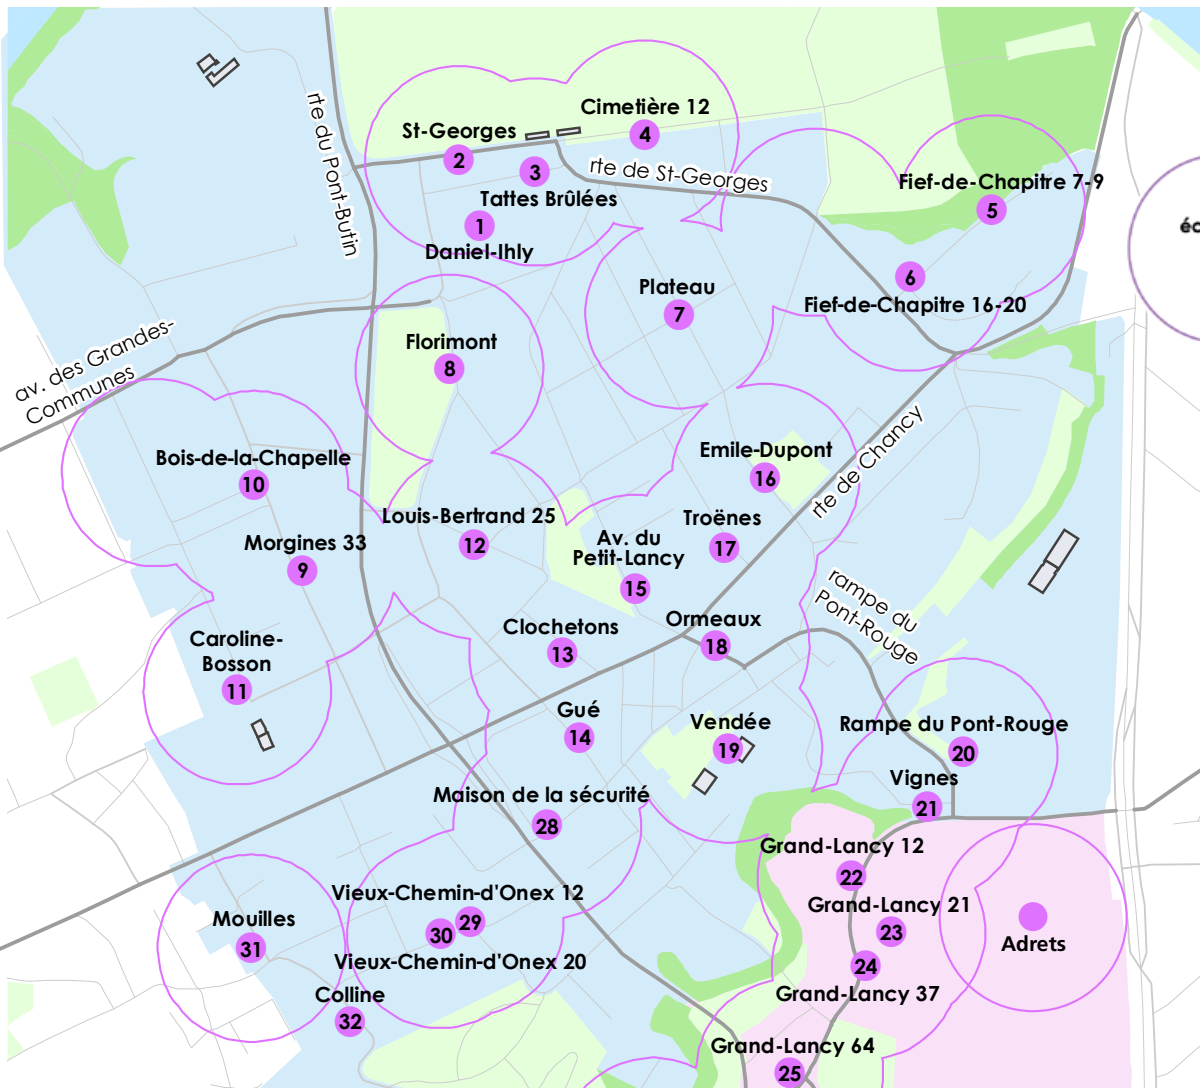 Cimetière 12
4
St-Georges
2
3
Tattes Brûlées
1
Daniel-Ihly
rte du Pont-Butin
rte de St-Georges
Fief-de-Chapitre 7-9
5
6
Fief-de-Chapitre 16-20
Plateau
7
Florimont
8
av. des Grandes-
Communes
Bois-de-la-Chapelle
10
Morgines 33
9
Caroline-
Bosson
11
Louis-Bertrand 25
12
Emile-Dupont
16
rte de Chancy
Troënes
17
Av. du
Petit-Lancy
15
Clochetons
13
Ormeaux
18
rampe du
Pont-Rouge
Gué
14
Vendée
19
Rampe du Pont-Rouge
20
Vignes
21
Maison de la sécurité
28
Grand-Lancy 12
22
Grand-Lancy 21
23
24
Grand-Lancy 37
Adrets
Vieux-Chemin-d'Onex 12
29
30
Vieux-Chemin-d'Onex 20
Mouilles
31
Colline
32
Grand-Lancy 64
25